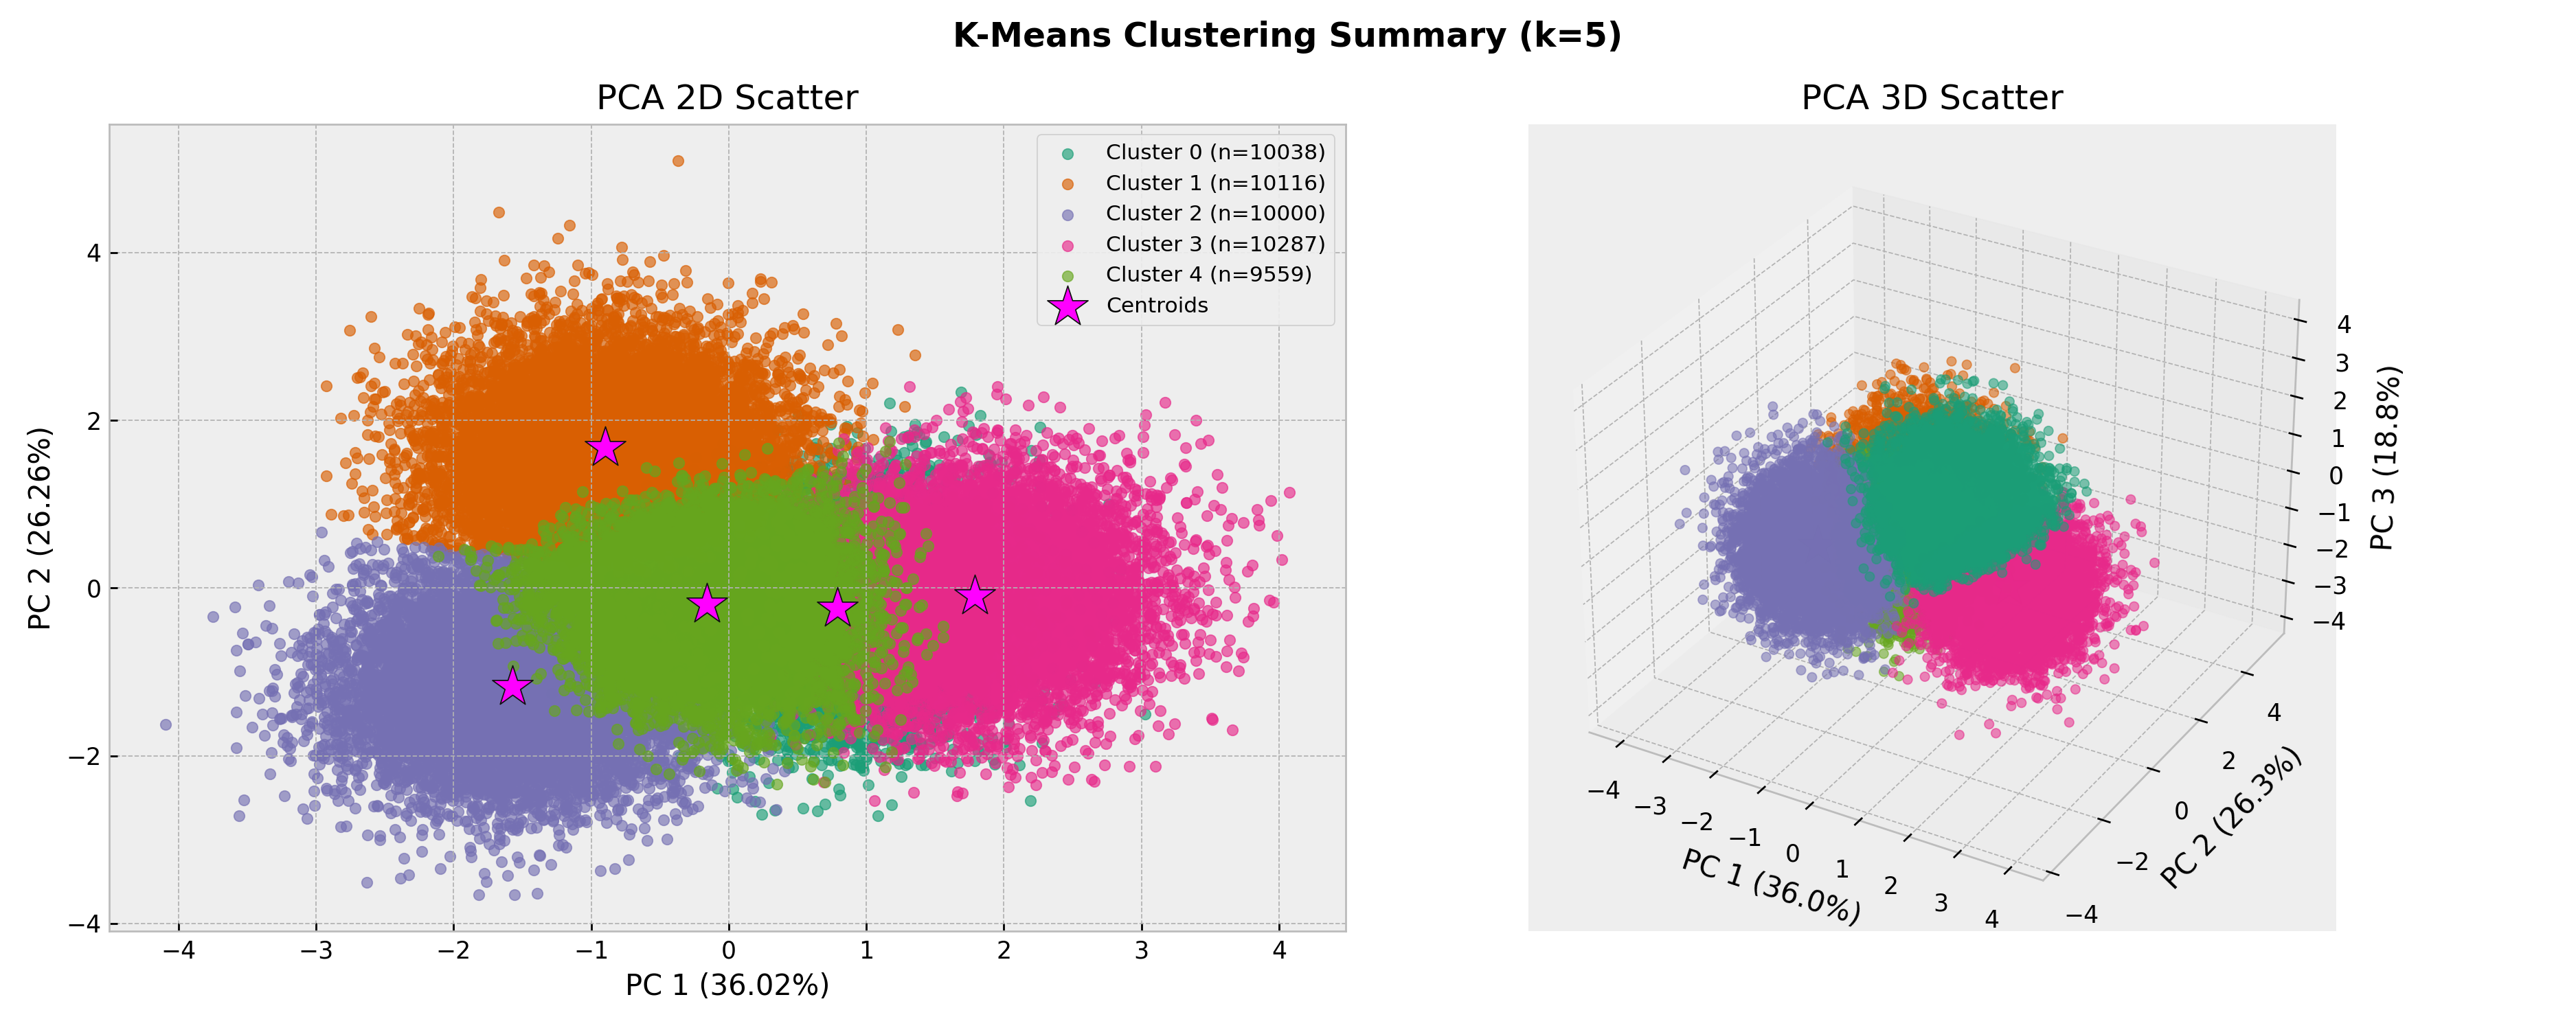 K-Means Clustering Summary (k=5)
PCA 2D Scatter
Cluster 0 (n=10038)
Cluster 1 (n=10116)
Cluster 2 (n=10000)
Cluster 3 (n=10287)
Cluster 4 (n=9559)
Centroids
4
2
0
−2
−4
PC 2 (26.26%)
−4 −3 −2 −1 0 1 2 3 4
PC 1 (36.02%)
PCA 3D Scatter
4
3
2
1
0
−1
−2
−3
−4
PC 3 (18.8%)
4
2
0
−2
−4
PC 2 (26.3%)
−4 −3 −2 −1 0 1 2 3 4
PC 1 (36.0%)